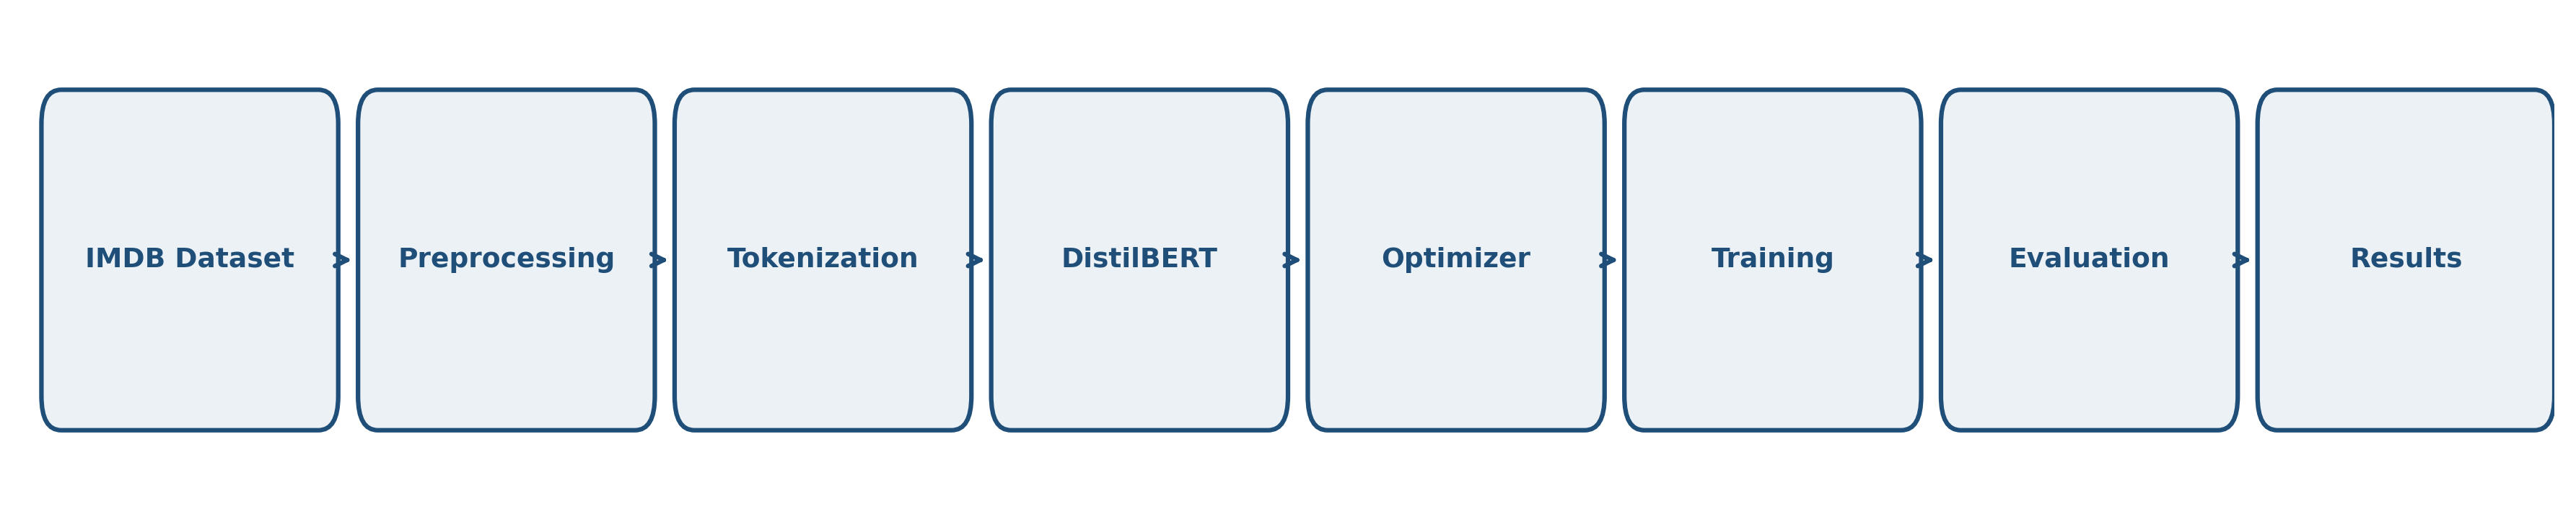 IMDB Dataset
Preprocessing
Tokenization
DistilBERT
Optimizer
Training
Evaluation
Results